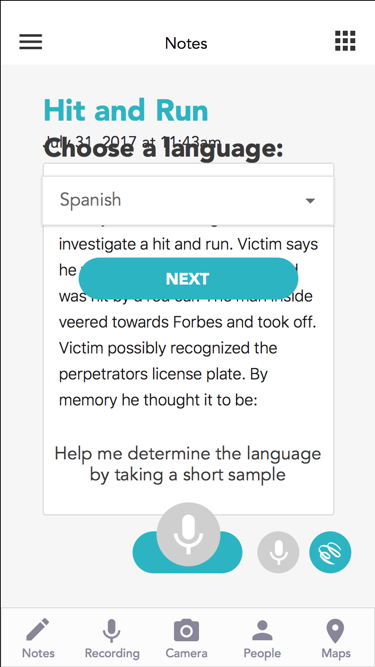 Notes
Hit and Run
July 31, 2017 at 11:43am
Choose a language:
Spanish
investigate a hit and run. Victim says
he
NEXT
was hit by a red car. The man inside
veered towards Forbes and took off.
Victim possibly recognized the
perpetrators license plate. By
memory he thought it to be:
Help me determine the language
by taking a short sample
Notes Recording Camera People Maps